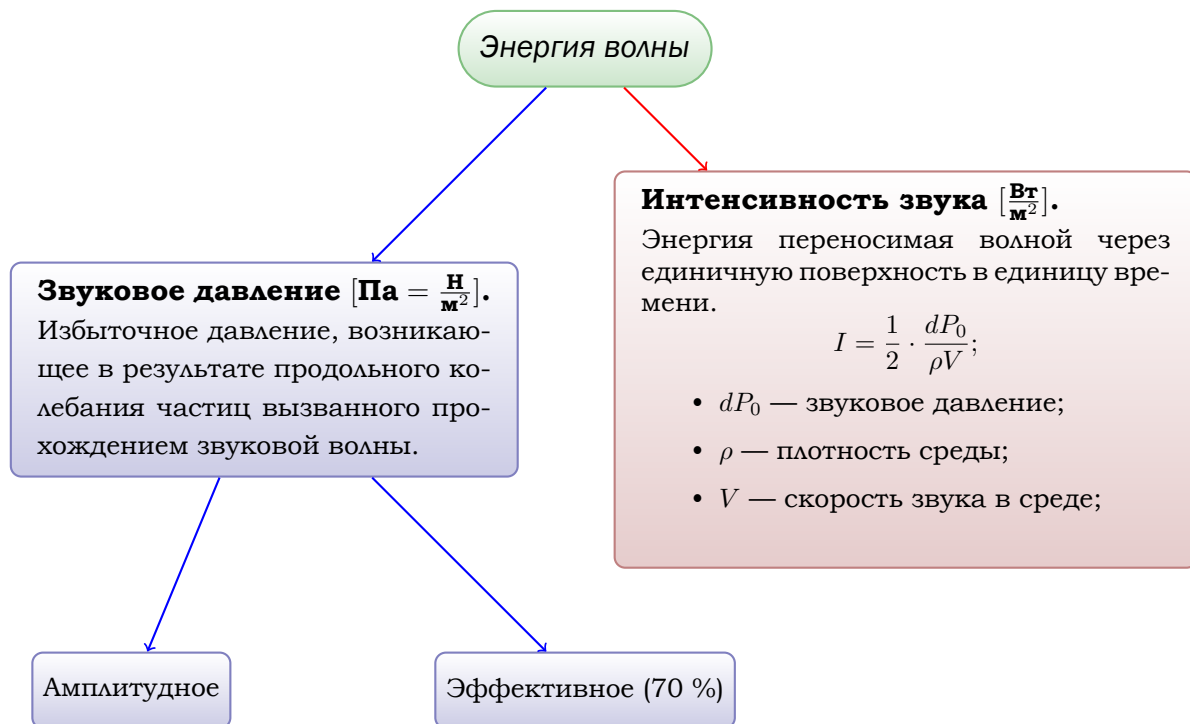 Энергия волны
Звуковое давление [Па = Н/м²].
Избыточное давление, возникаю-
щее в результате продольного ко-
лебания частиц вызванного про-
хождением звуковой волны.
Интенсивность звука [Вт/м²].
Энергия переносимая волной через
единичную поверхность в единицу вре-
мени.
I = 1/2 · dP₀/ρV;
• dP₀ — звуковое давление;
• ρ — плотность среды;
• V — скорость звука в среде;
Амплитудное
Эффективное (70 %)